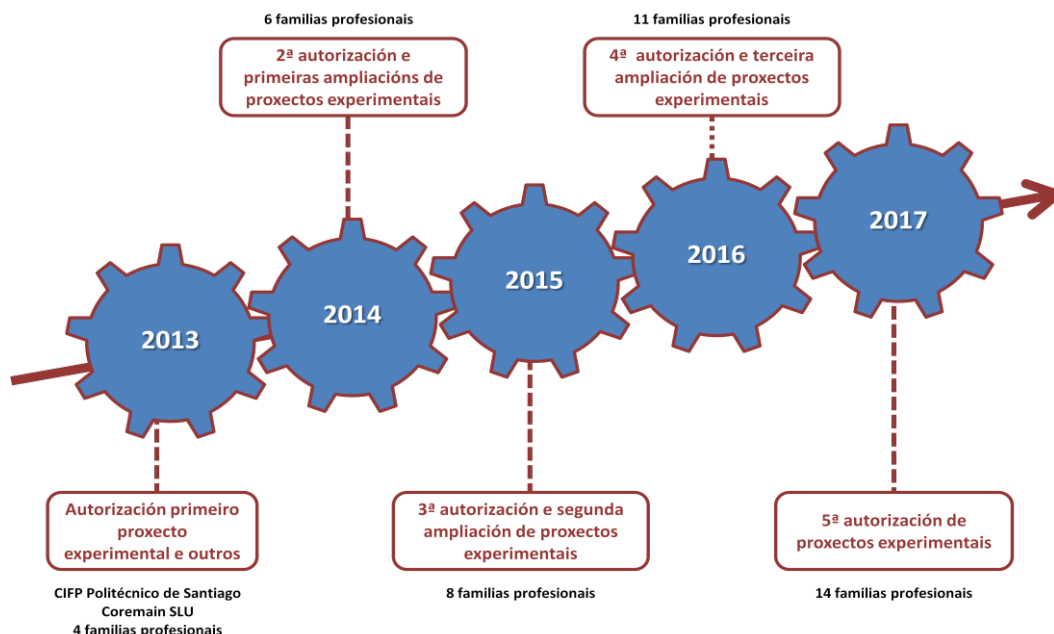 6 familias profesionais
2ª autorización e
primeiras ampliacións de
proxectos experimentais
11 familias profesionais
4ª autorización e terceira
ampliación de proxectos
experimentais
2013
2014
2015
2016
2017
Autorización primeiro
proxecto
experimental e outros
CIFP Politécnico de Santiago
Coremain SLU
4 familias profesionais
3ª autorización e segunda
ampliación de proxectos
experimentais
8 familias profesionais
5ª autorización de
proxectos experimentais
14 familias profesionais